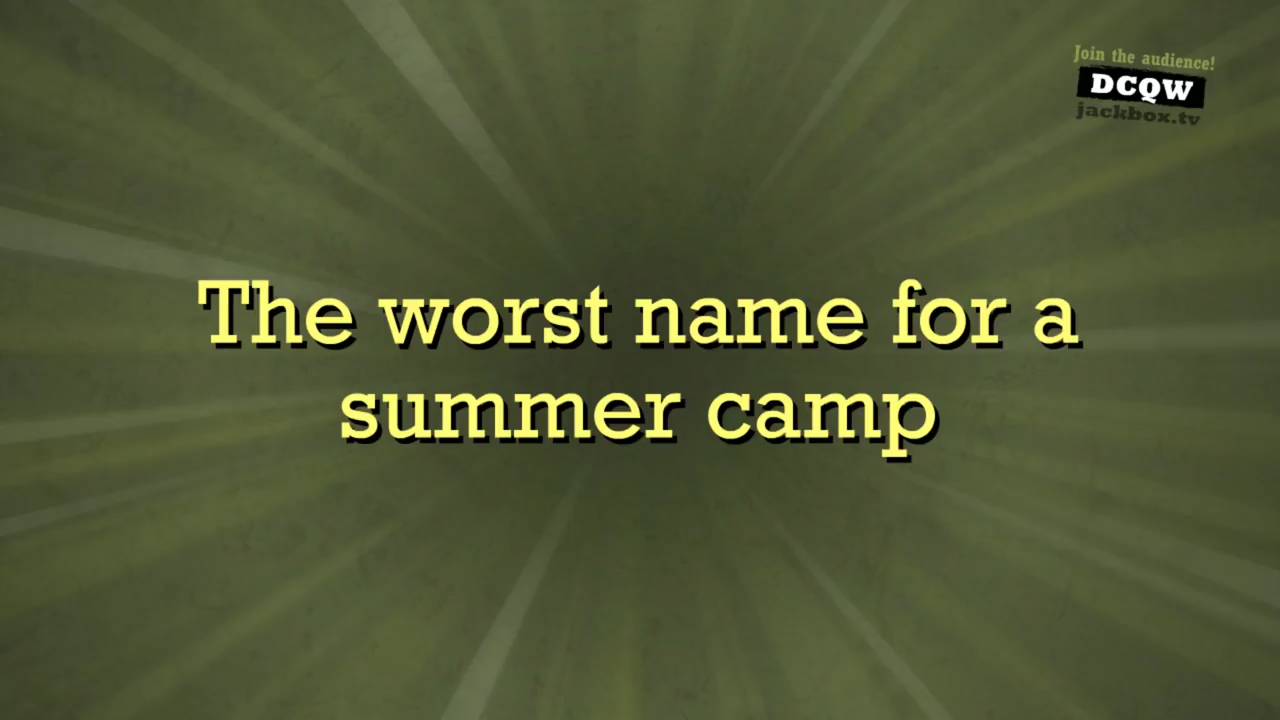 Join the audience!
DCQW
jackbox.tv
The worst name for a
summer camp